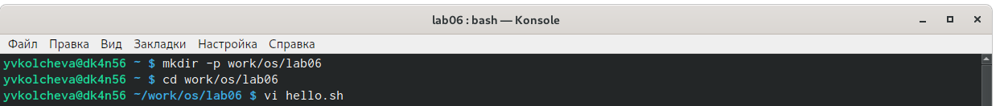 lab06 : bash — Konsole
Файл Правка Вид Закладки Настройка Справка
yvkolcheva@dk4n56 ~ $ mkdir -p work/os/lab06
yvkolcheva@dk4n56 ~ $ cd work/os/lab06
yvkolcheva@dk4n56 ~/work/os/lab06 $ vi hello.sh